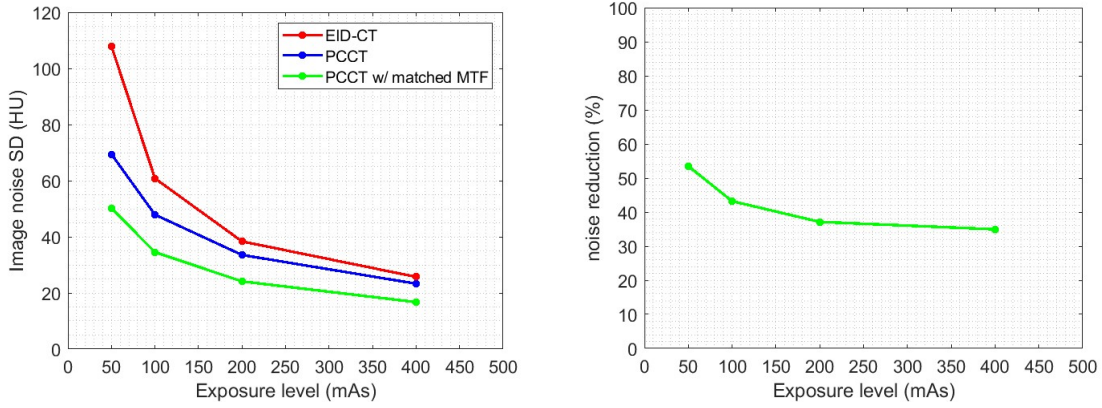 Image noise SD (HU)
120
100
80
60
40
20
0
EID-CT
PCCT
PCCT w/ matched MTF
0 50 100 150 200 250 300 350 400 450 500
Exposure level (mAs)
noise reduction (%)
100
90
80
70
60
50
40
30
20
10
0
0 50 100 150 200 250 300 350 400 450 500
Exposure level (mAs)